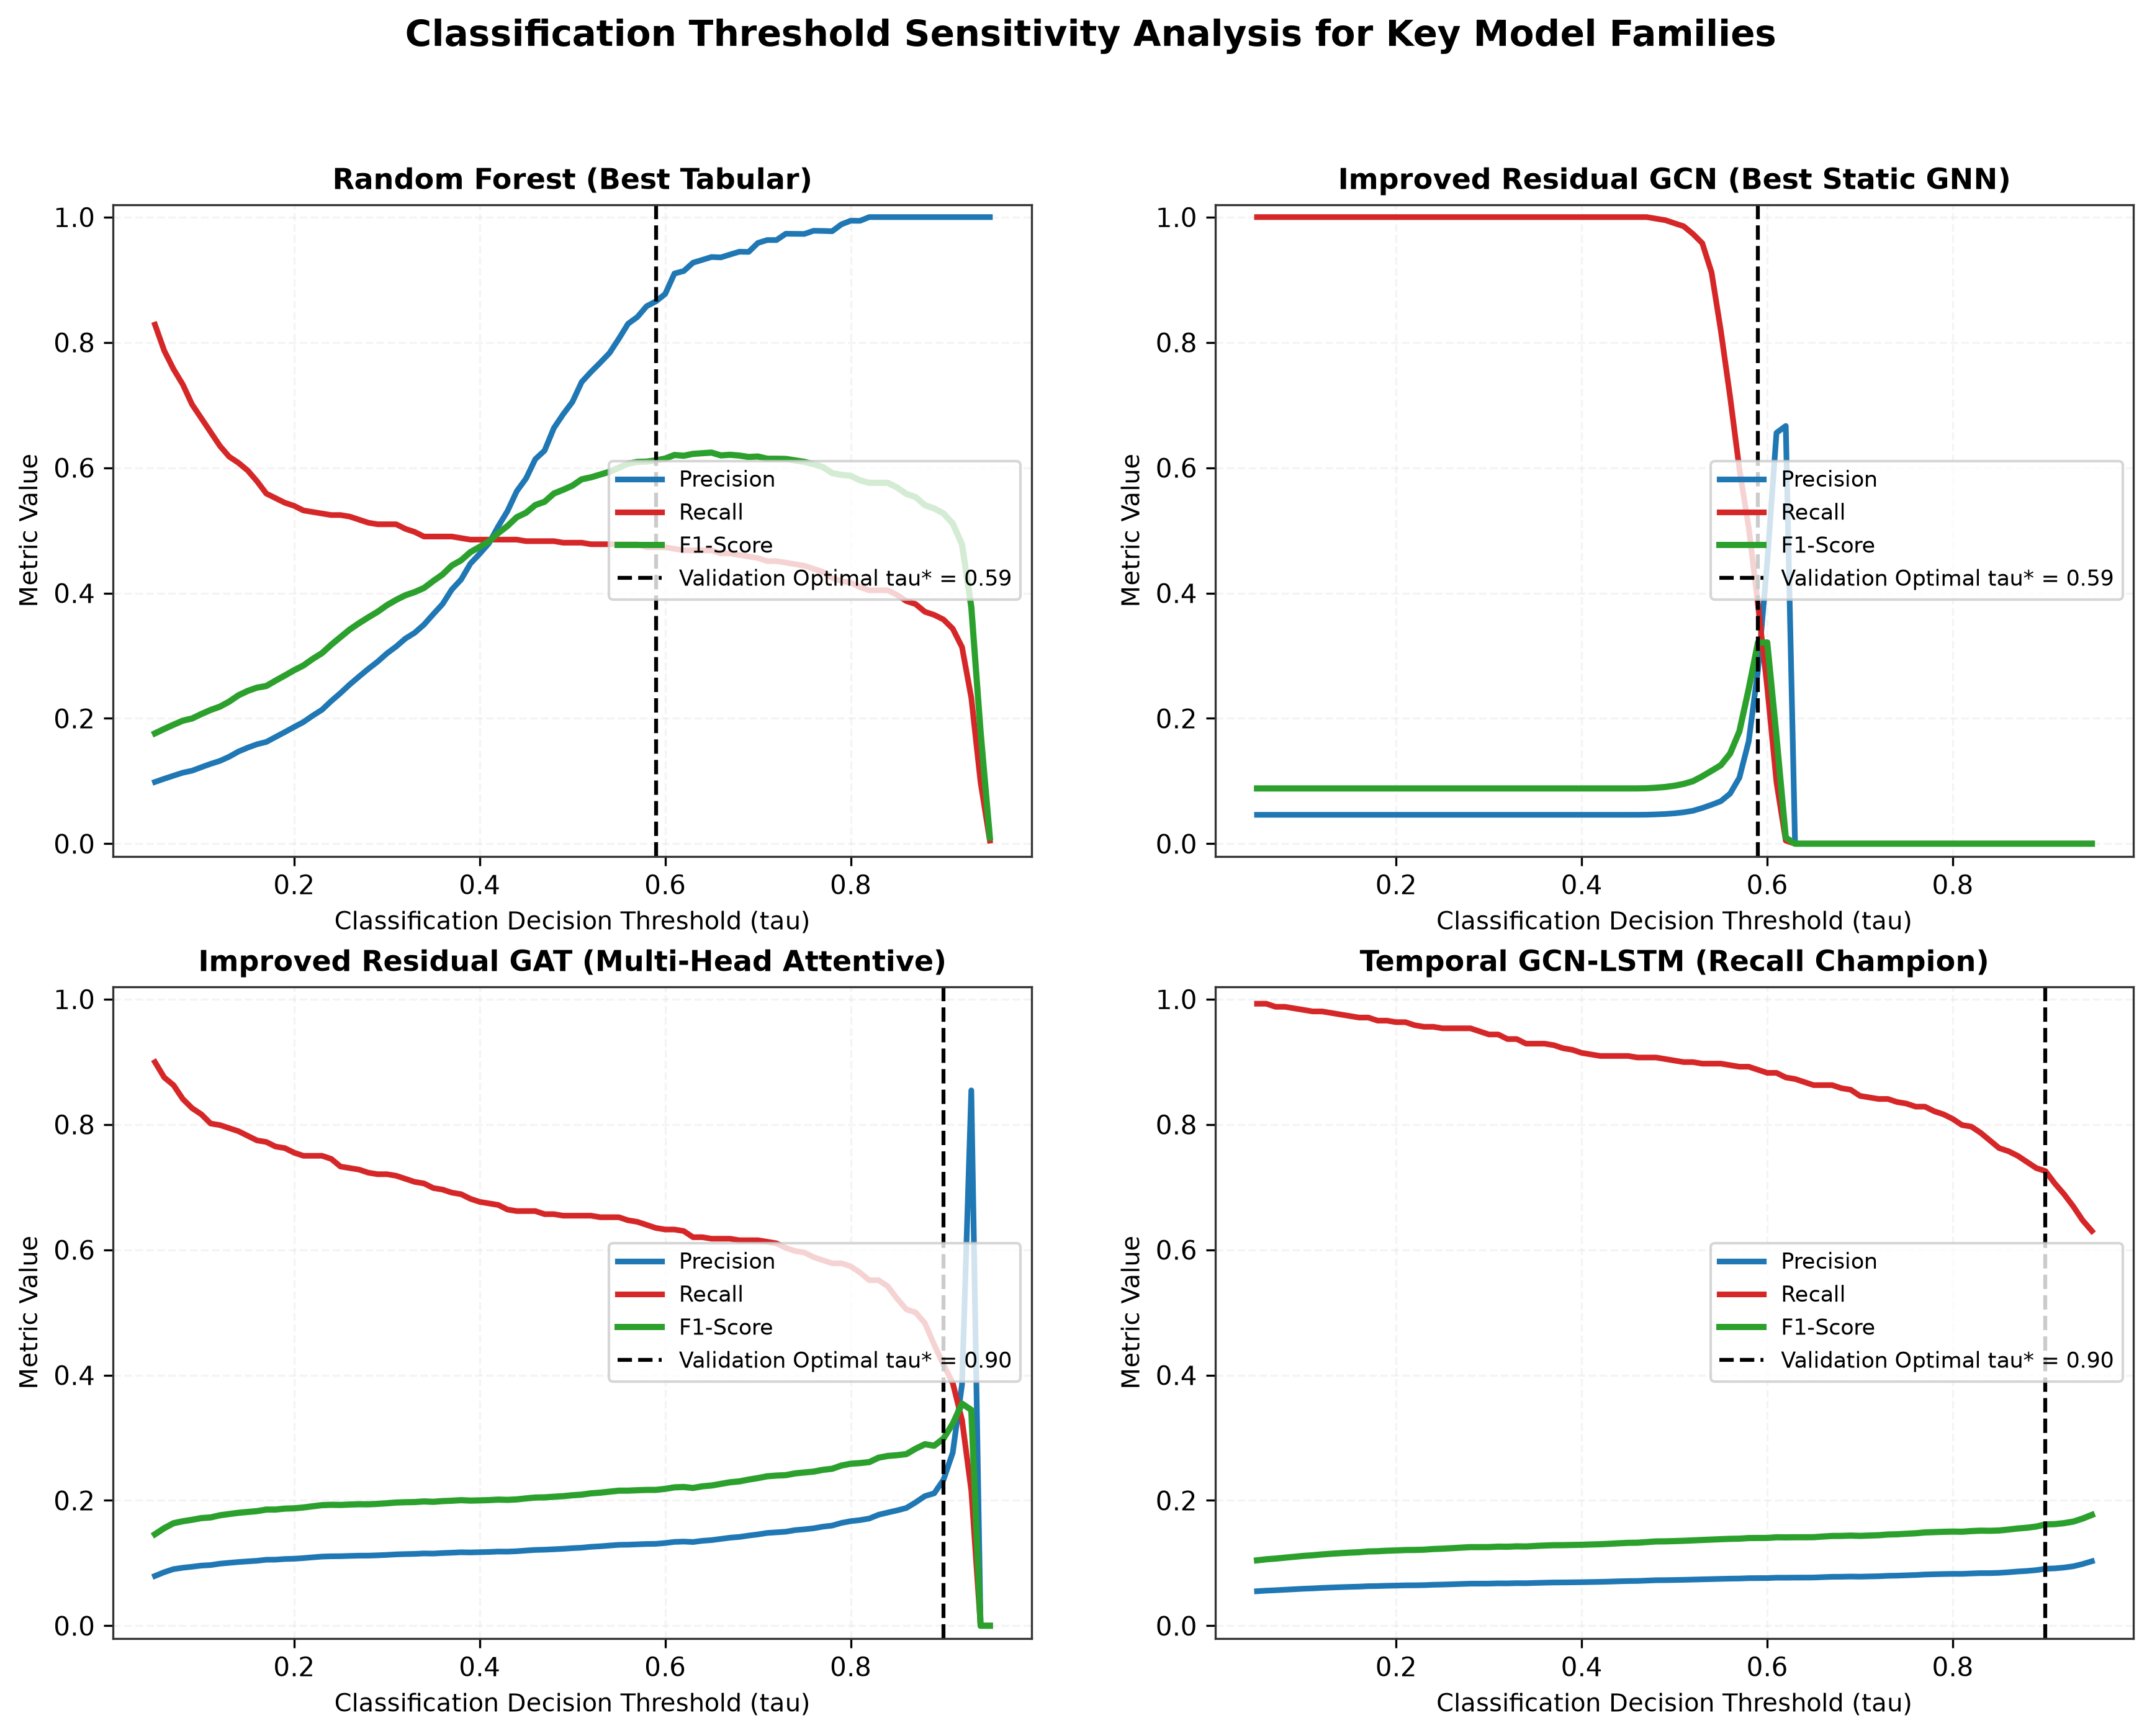 Classification Threshold Sensitivity Analysis for Key Model Families
Random Forest (Best Tabular)
1.0
0.8
0.6
0.4
0.2
0.0
Metric Value
Precision
Recall
F1-Score
Validation Optimal tau* = 0.59
0.2 0.4 0.6 0.8
Classification Decision Threshold (tau)
Improved Residual GCN (Best Static GNN)
1.0
0.8
0.6
0.4
0.2
0.0
Metric Value
Precision
Recall
F1-Score
Validation Optimal tau* = 0.59
0.2 0.4 0.6 0.8
Classification Decision Threshold (tau)
Improved Residual GAT (Multi-Head Attentive)
1.0
0.8
0.6
0.4
0.2
0.0
Metric Value
Precision
Recall
F1-Score
Validation Optimal tau* = 0.90
0.2 0.4 0.6 0.8
Classification Decision Threshold (tau)
Temporal GCN-LSTM (Recall Champion)
1.0
0.8
0.6
0.4
0.2
0.0
Metric Value
Precision
Recall
F1-Score
Validation Optimal tau* = 0.90
0.2 0.4 0.6 0.8
Classification Decision Threshold (tau)